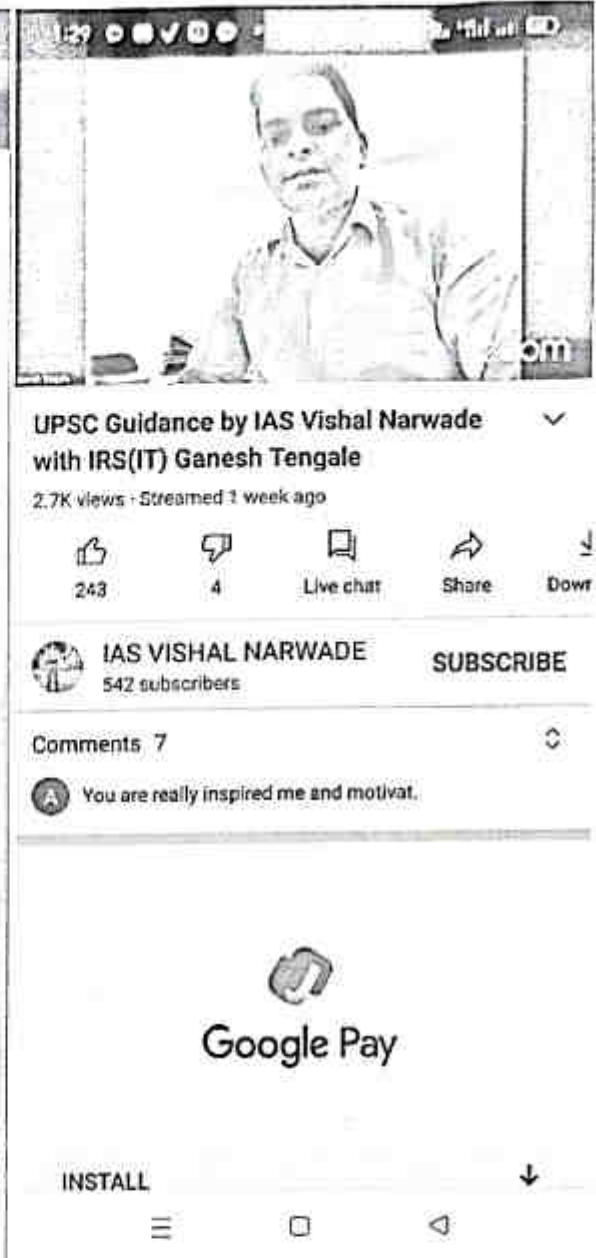 1:29
UPSC Guidance by IAS Vishal Narwade
with IRS(IT) Ganesh Tengale
2.7K views · Streamed 1 week ago
243
4
Live chat
Share
Down
IAS VISHAL NARWADE
542 subscribers
SUBSCRIBE
Comments 7
A
You are really inspired me and motivat.
Google Pay
INSTALL